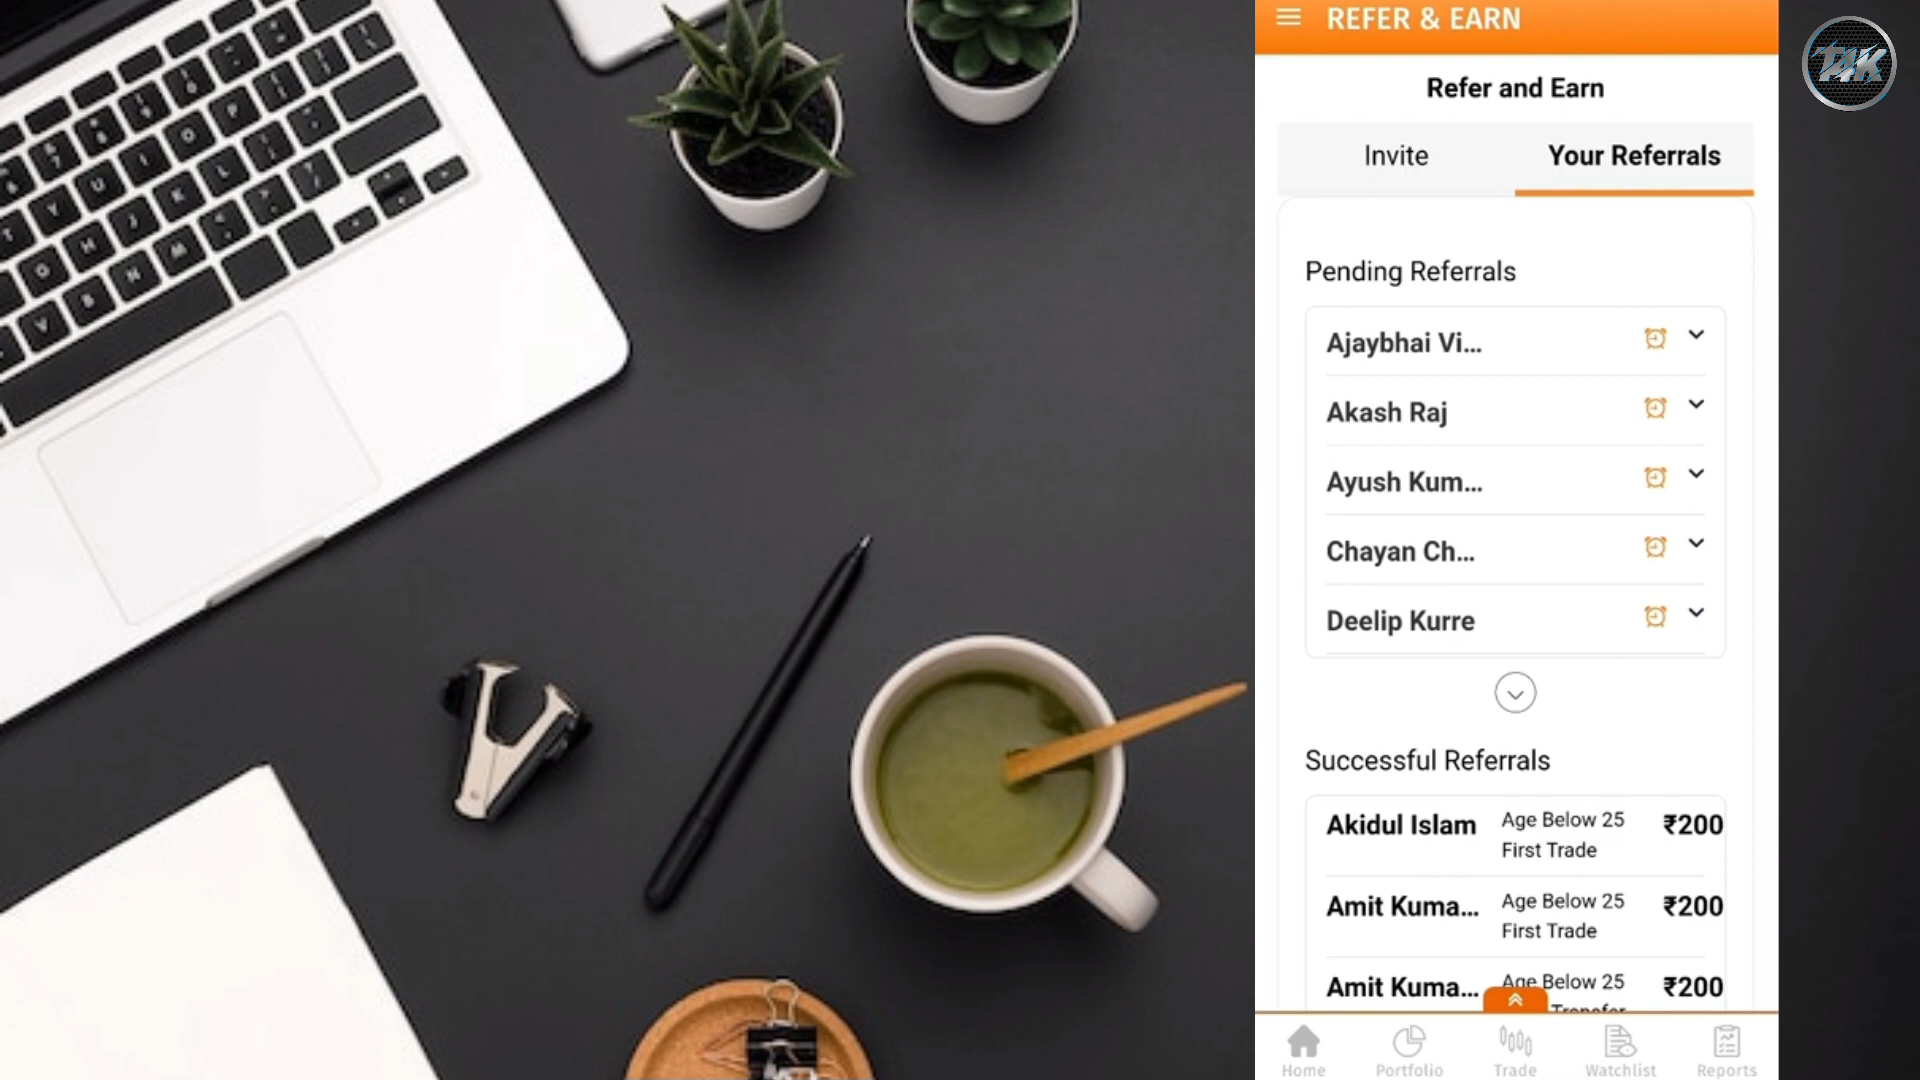 REFER & EARN
Refer and Earn
Invite
Your Referrals
Pending Referrals
Ajaybhai Vi...
Akash Raj
Ayush Kum...
Chayan Ch...
Deelip Kurre
Successful Referrals
Akidul Islam Age Below 25 ₹200
First Trade
Amit Kuma... Age Below 25 ₹200
First Trade
Amit Kuma... Age Below 25 ₹200
Transfer
Home Portfolio Trade Watchlist Reports